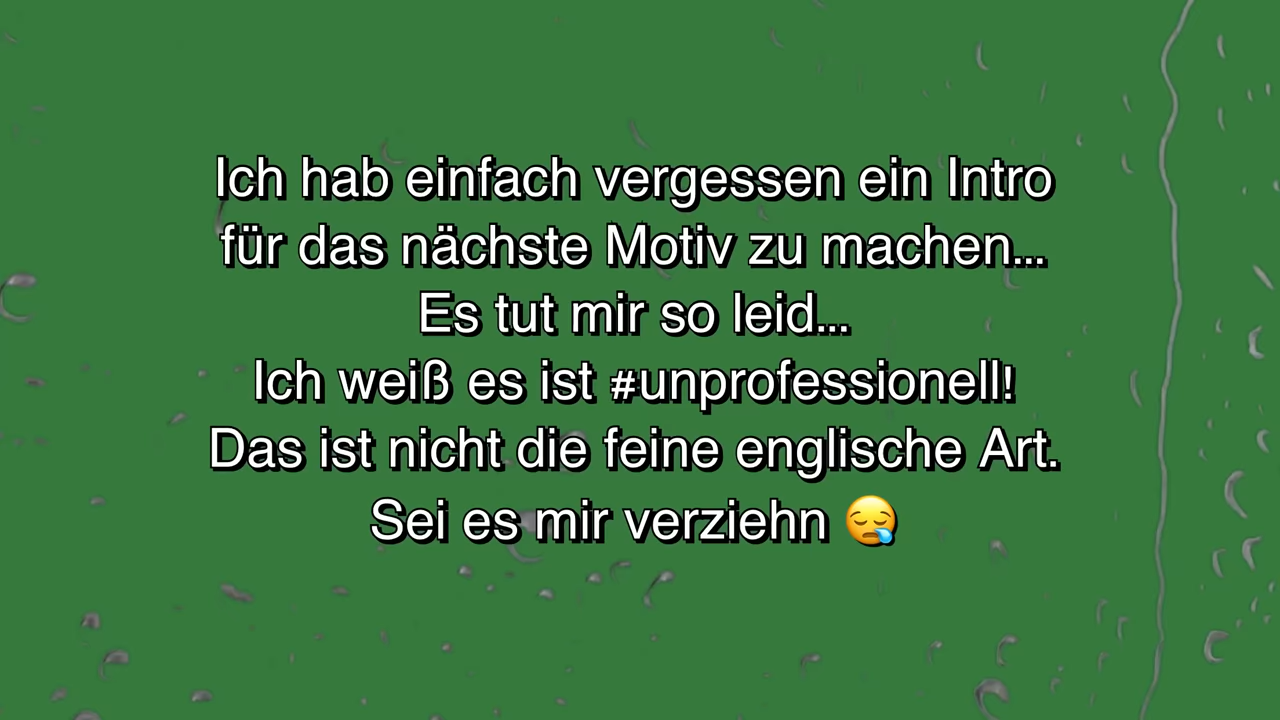 Ich hab einfach vergessen ein Intro
für das nächste Motiv zu machen...
Es tut mir so leid...
Ich weiß es ist #unprofessionell!
Das ist nicht die feine englische Art.
Sei es mir verziehn 😪